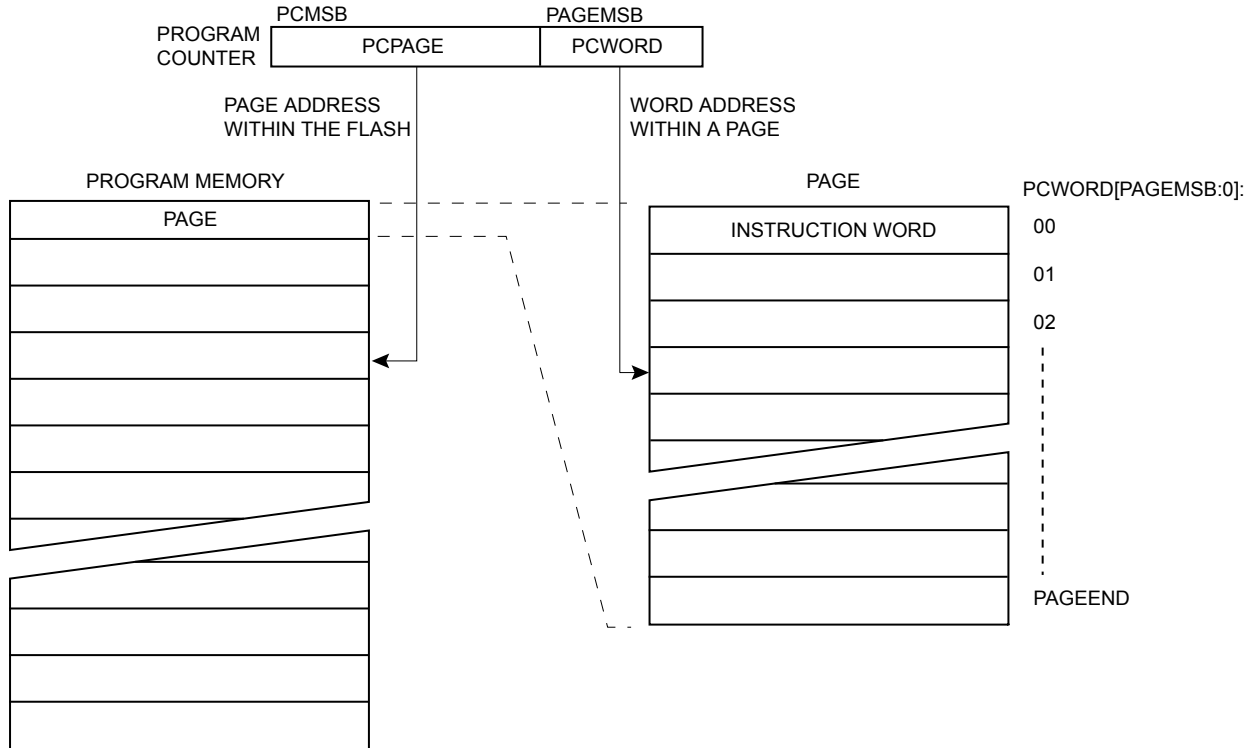 PCMSB
PAGEMSB
PROGRAM
COUNTER
PCPAGE
PCWORD
PAGE ADDRESS
WITHIN THE FLASH
WORD ADDRESS
WITHIN A PAGE
PROGRAM MEMORY
PAGE
PAGE
PCWORD[PAGEMSB:0]:
INSTRUCTION WORD
00
01
02
PAGEEND